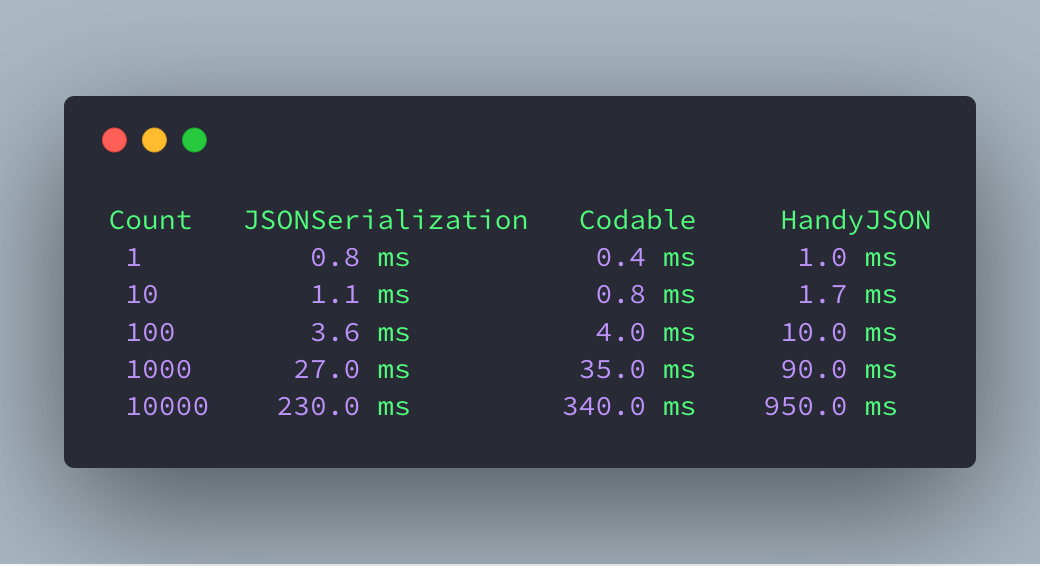 Count JSONSerialization Codable HandyJSON
1 0.8 ms 0.4 ms 1.0 ms
10 1.1 ms 0.8 ms 1.7 ms
100 3.6 ms 4.0 ms 10.0 ms
1000 27.0 ms 35.0 ms 90.0 ms
10000 230.0 ms 340.0 ms 950.0 ms